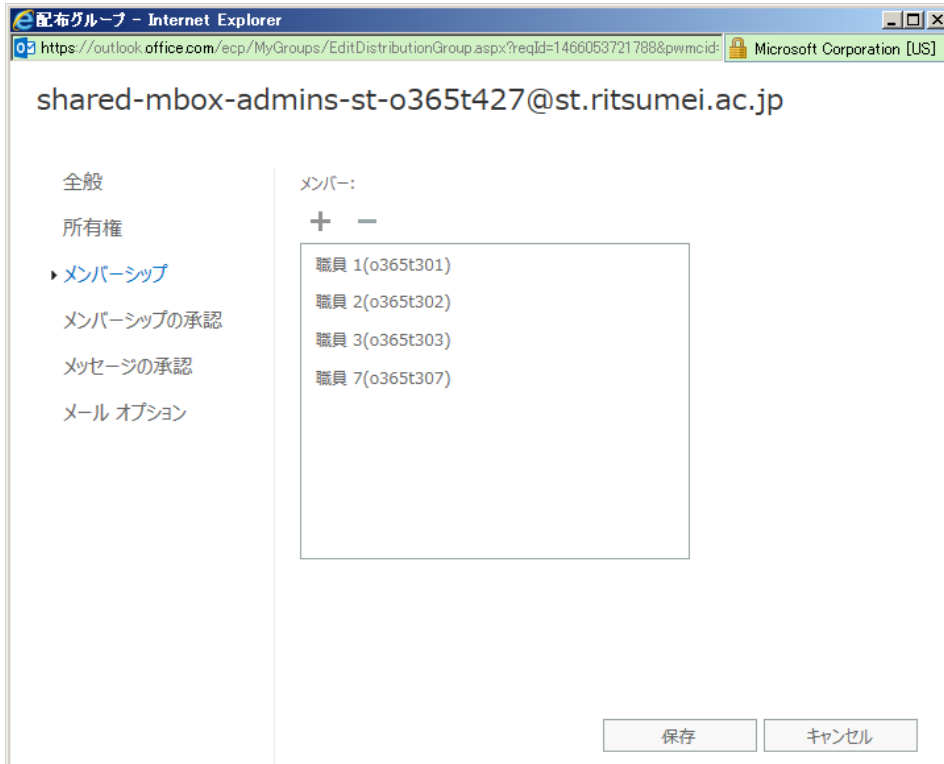 配布グループ - Internet Explorer
https://outlook.office.com/ecp/MyGroups/EditDistributionGroup.aspx?reqId=1466053721788&pwmcid=
Microsoft Corporation [US]
shared-mbox-admins-st-o365t427@st.ritsumei.ac.jp
全般
所有権
メンバーシップ
メンバーシップの承認
メッセージの承認
メール オプション
メンバー:
職員 1(o365t301)
職員 2(o365t302)
職員 3(o365t303)
職員 7(o365t307)
保存
キャンセル